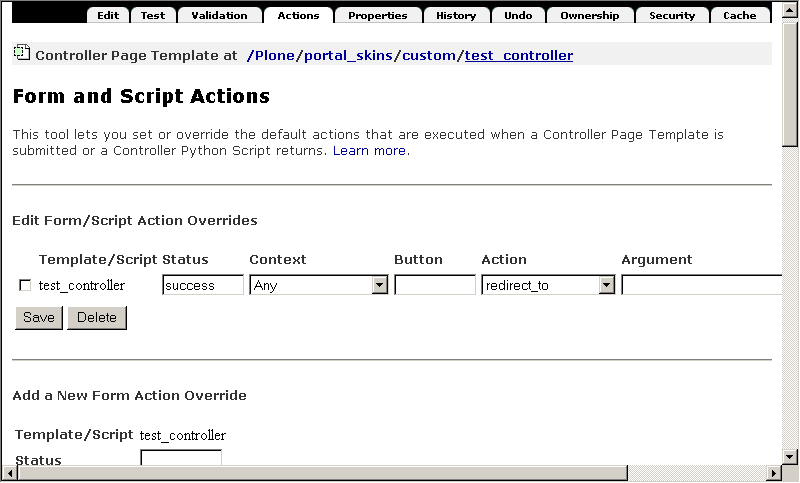 Edit Test Validation Actions Properties History Undo Ownership Security Cache
Controller Page Template at /Plone/portal_skins/custom/test_controller
Form and Script Actions
This tool lets you set or override the default actions that are executed when a Controller Page Template is
submitted or a Controller Python Script returns. Learn more.
Edit Form/Script Action Overrides
Template/Script Status Context Button Action Argument
test_controller success Any redirect_to
Save Delete
Add a New Form Action Override
Template/Script test_controller
Status